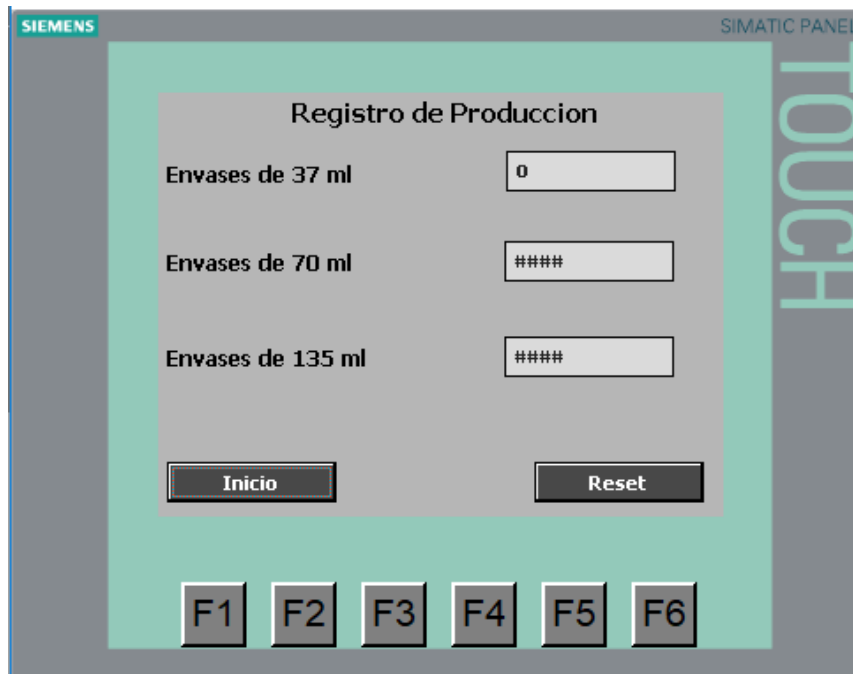 SIEMENS
SIMATIC PANEL
TOUCH
Registro de Produccion
Envases de 37 ml
0
Envases de 70 ml
####
Envases de 135 ml
####
Inicio
Reset
F1 F2 F3 F4 F5 F6